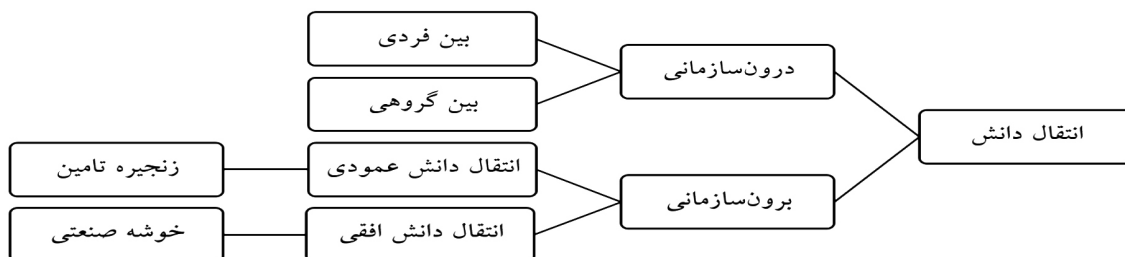 انتقال دانش
درون‌سازمانی
بین فردی
بین گروهی
برون‌سازمانی
انتقال دانش عمودی
زنجیره تامین
انتقال دانش افقی
خوشه صنعتی